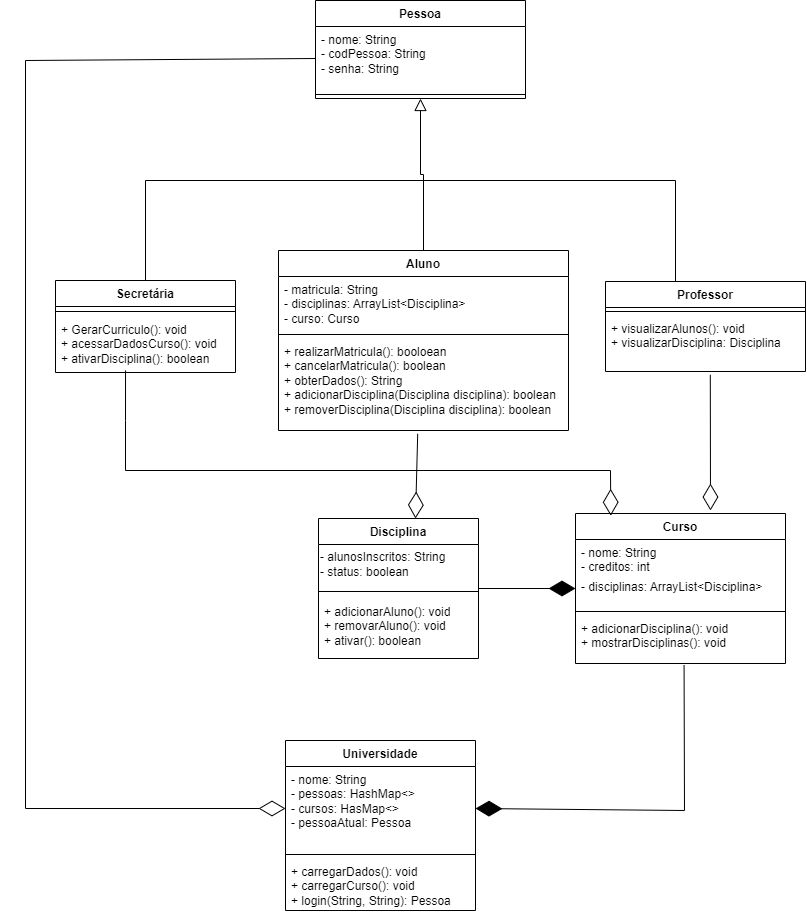 Pessoa
- nome: String
- codPessoa: String
- senha: String
Secretária
+ GerarCurriculo(): void
+ acessarDadosCurso(): void
+ ativarDisciplina(): boolean
Aluno
- matricula: String
- disciplinas: ArrayList<Disciplina>
- curso: Curso
+ realizarMatricula(): booloean
+ cancelarMatricula(): boolean
+ obterDados(): String
+ adicionarDisciplina(Disciplina disciplina): boolean
+ removerDisciplina(Disciplina disciplina): boolean
Professor
+ visualizarAlunos(): void
+ visualizarDisciplina: Disciplina
Disciplina
- alunosInscritos: String
- status: boolean
+ adicionarAluno(): void
+ removarAluno(): void
+ ativar(): boolean
Curso
- nome: String
- creditos: int
- disciplinas: ArrayList<Disciplina>
+ adicionarDisciplina(): void
+ mostrarDisciplinas(): void
Universidade
- nome: String
- pessoas: HashMap<>
- cursos: HasMap<>
- pessoaAtual: Pessoa
+ carregarDados(): void
+ carregarCurso(): void
+ login(String, String): Pessoa